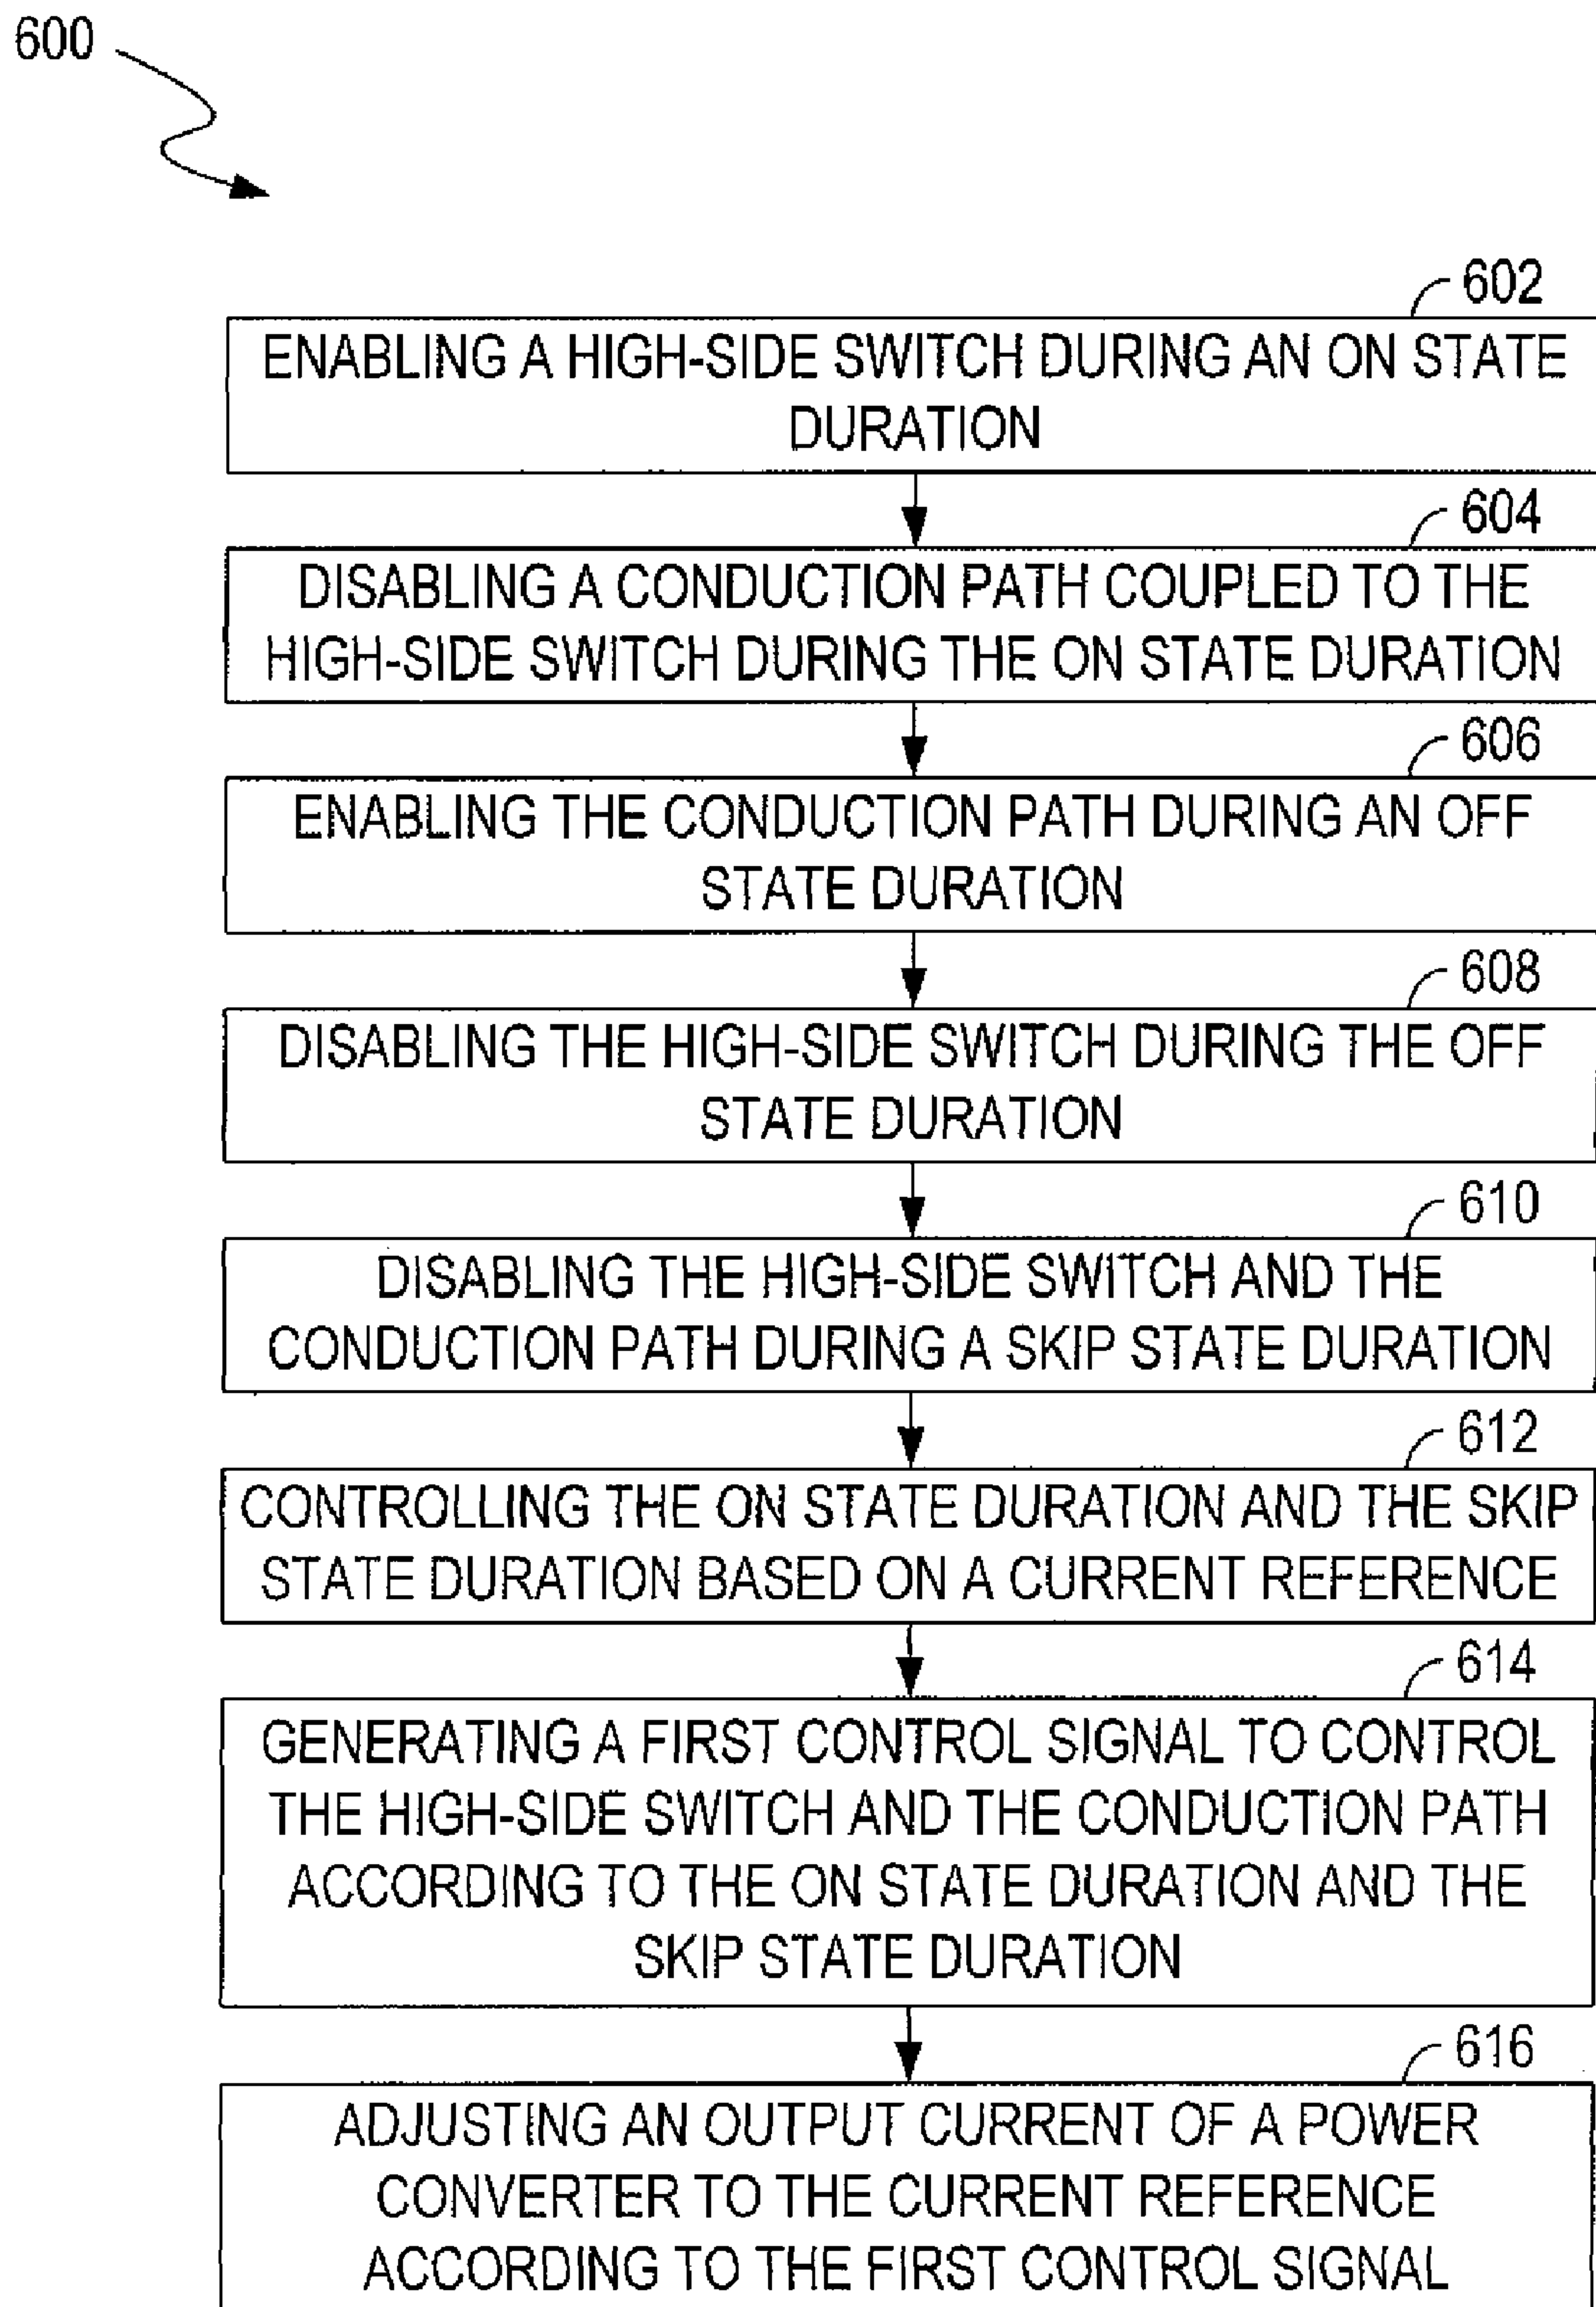 600
602
ENABLING A HIGH-SIDE SWITCH DURING AN ON STATE
DURATION
604
DISABLING A CONDUCTION PATH COUPLED TO THE
HIGH-SIDE SWITCH DURING THE ON STATE DURATION
606
ENABLING THE CONDUCTION PATH DURING AN OFF
STATE DURATION
608
DISABLING THE HIGH-SIDE SWITCH DURING THE OFF
STATE DURATION
610
DISABLING THE HIGH-SIDE SWITCH AND THE
CONDUCTION PATH DURING A SKIP STATE DURATION
612
CONTROLLING THE ON STATE DURATION AND THE SKIP
STATE DURATION BASED ON A CURRENT REFERENCE
614
GENERATING A FIRST CONTROL SIGNAL TO CONTROL
THE HIGH-SIDE SWITCH AND THE CONDUCTION PATH
ACCORDING TO THE ON STATE DURATION AND THE
SKIP STATE DURATION
616
ADJUSTING AN OUTPUT CURRENT OF A POWER
CONVERTER TO THE CURRENT REFERENCE
ACCORDING TO THE FIRST CONTROL SIGNAL